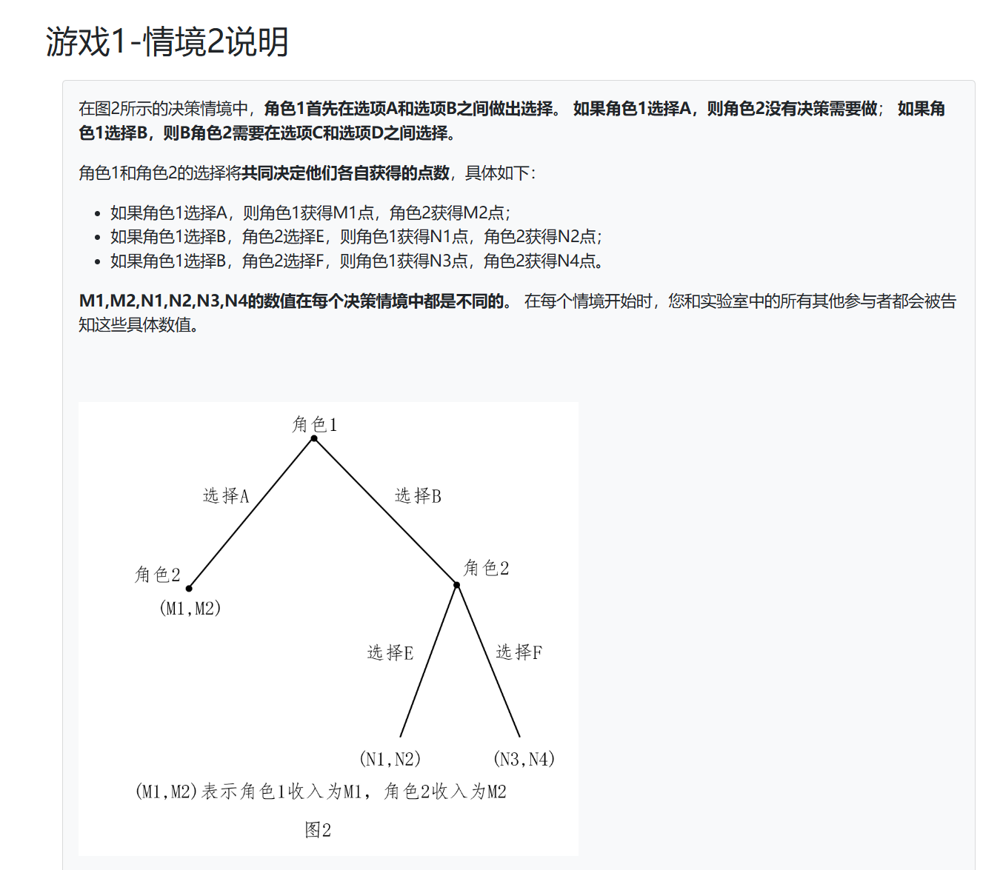 游戏1-情境2说明
在图2所示的决策情境中，角色1首先在选项A和选项B之间做出选择。 如果角色1选择A，则角色2没有决策需要做； 如果角
色1选择B，则B角色2需要在选项C和选项D之间选择。
角色1和角色2的选择将共同决定他们各自获得的点数，具体如下：
• 如果角色1选择A，则角色1获得M1点，角色2获得M2点；
• 如果角色1选择B，角色2选择E，则角色1获得N1点，角色2获得N2点；
• 如果角色1选择B，角色2选择F，则角色1获得N3点，角色2获得N4点。
M1,M2,N1,N2,N3,N4的数值在每个决策情境中都是不同的。 在每个情境开始时，您和实验室中的所有其他参与者都会被告
知这些具体数值。
角色1
选择A
选择B
角色2
角色2
(M1,M2)
选择E
选择F
(N1,N2)
(N3,N4)
(M1,M2)表示角色1收入为M1，角色2收入为M2
图2